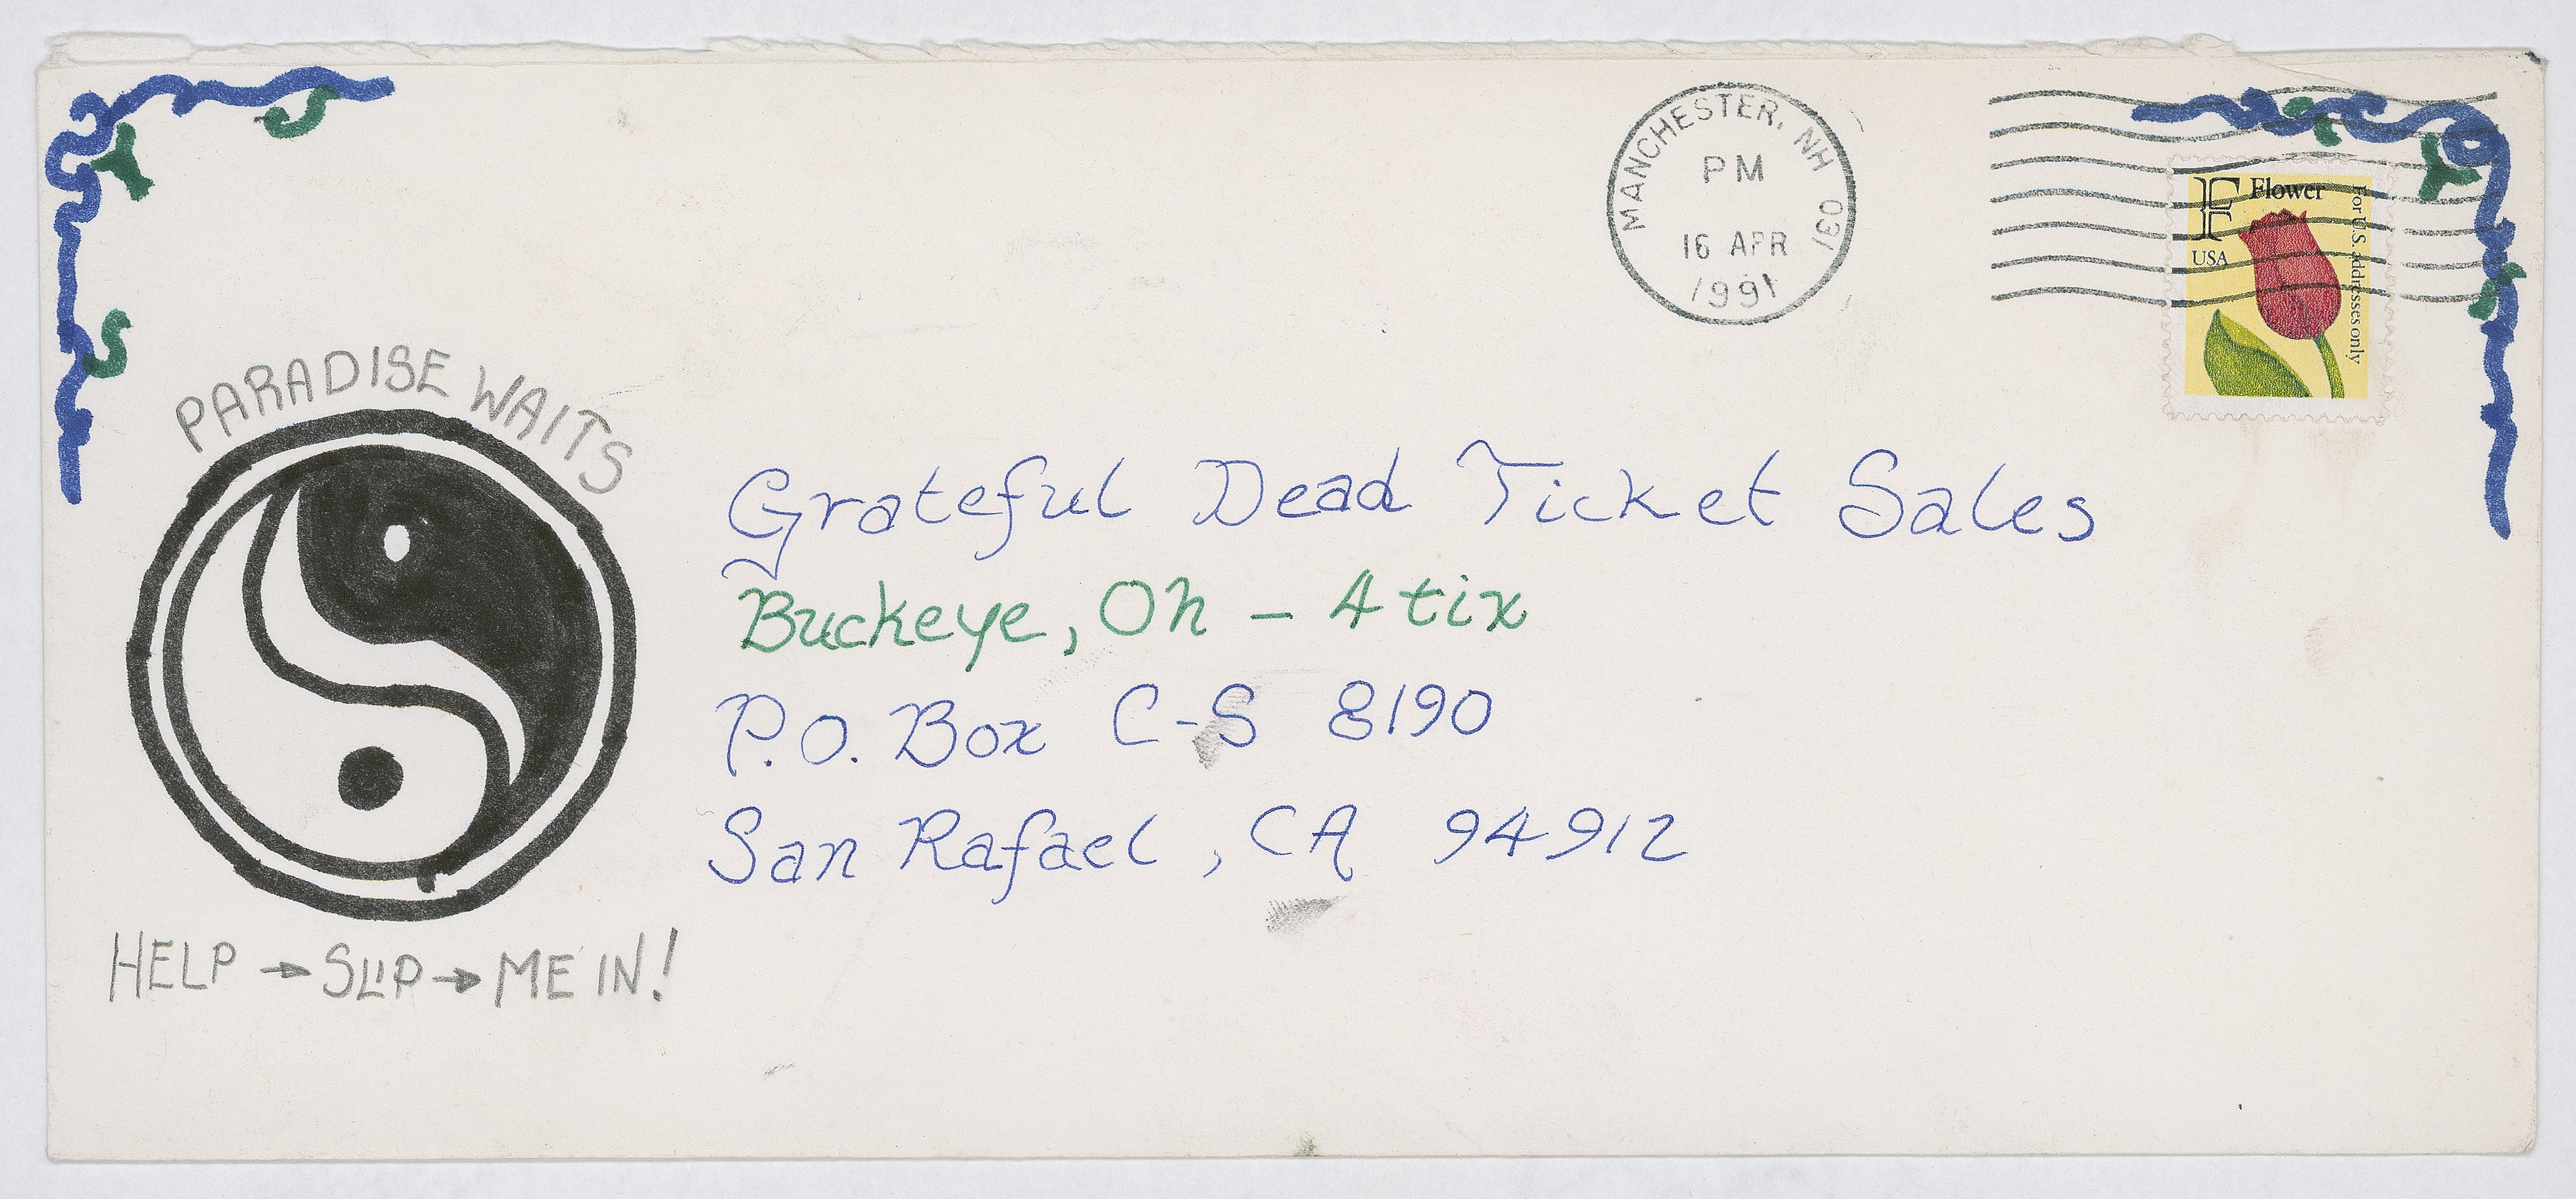 MANCHESTER, NH 031
PM
16 APR
1991
F Flower
USA
For U.S. addresses only
PARADISE WAITS
Grateful Dead Ticket Sales
Buckeye, Oh - 4 tix
P.O. Box C-S 8190
San Rafael, CA 94912
HELP → SLIP → ME IN!